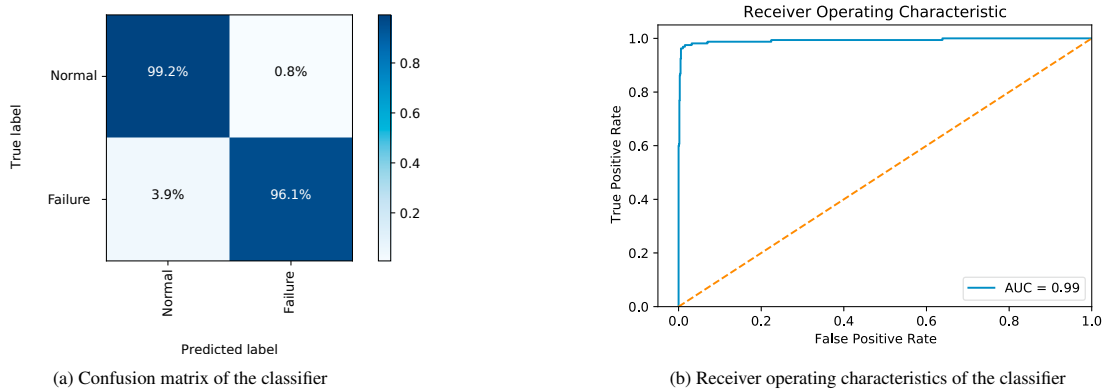 Normal
Failure
True label
99.2%
0.8%
3.9%
96.1%
Normal
Failure
Predicted label
0.8
0.6
0.4
0.2
(a) Confusion matrix of the classifier
Receiver Operating Characteristic
True Positive Rate
1.0
0.8
0.6
0.4
0.2
0.0
0.0
0.2
0.4
0.6
0.8
1.0
False Positive Rate
AUC = 0.99
(b) Receiver operating characteristics of the classifier